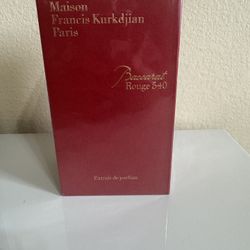 Maison
Francis Kurkdjian
Paris
Baccarat
Rouge 540
Extrait de parfum